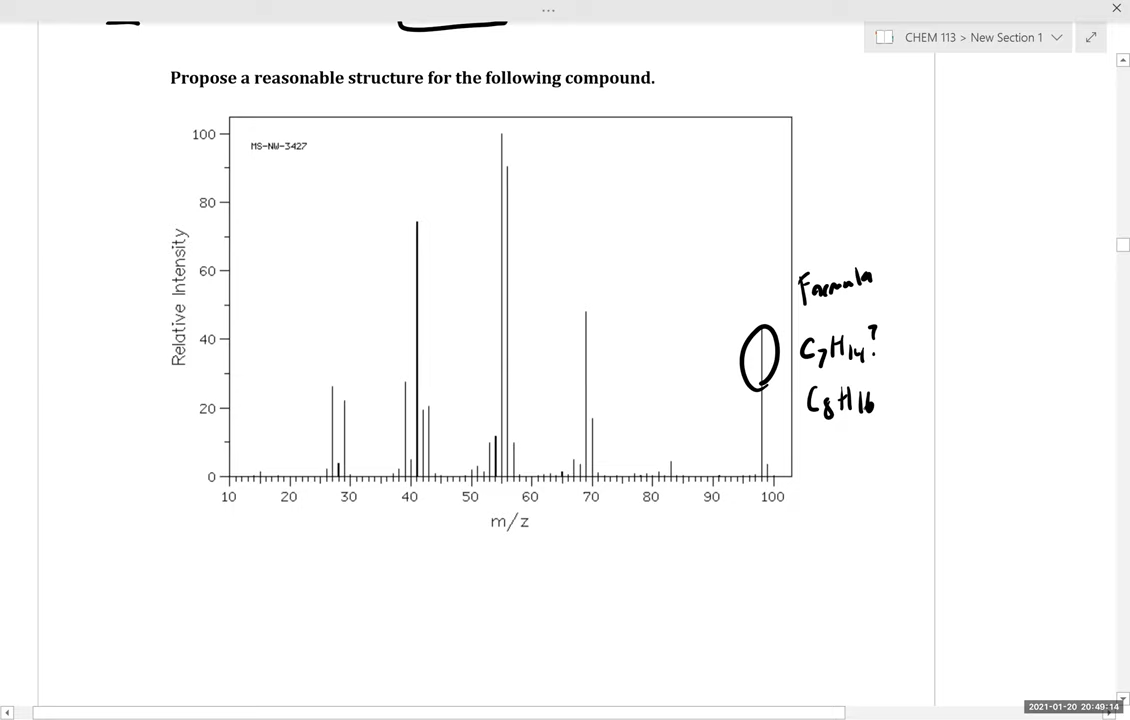 ...
CHEM 113 > New Section 1
Propose a reasonable structure for the following compound.
MS-NW-3427
100
80
60
40
20
0
Relative Intensity
10 20 30 40 50 60 70 80 90 100
m/z
Formula
C7H14?
C8H16
2021-01-20 20:49:14